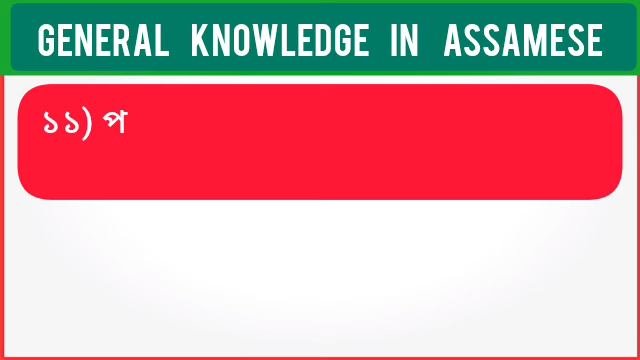 GENERAL KNOWLEDGE IN ASSAMESE
১১) প